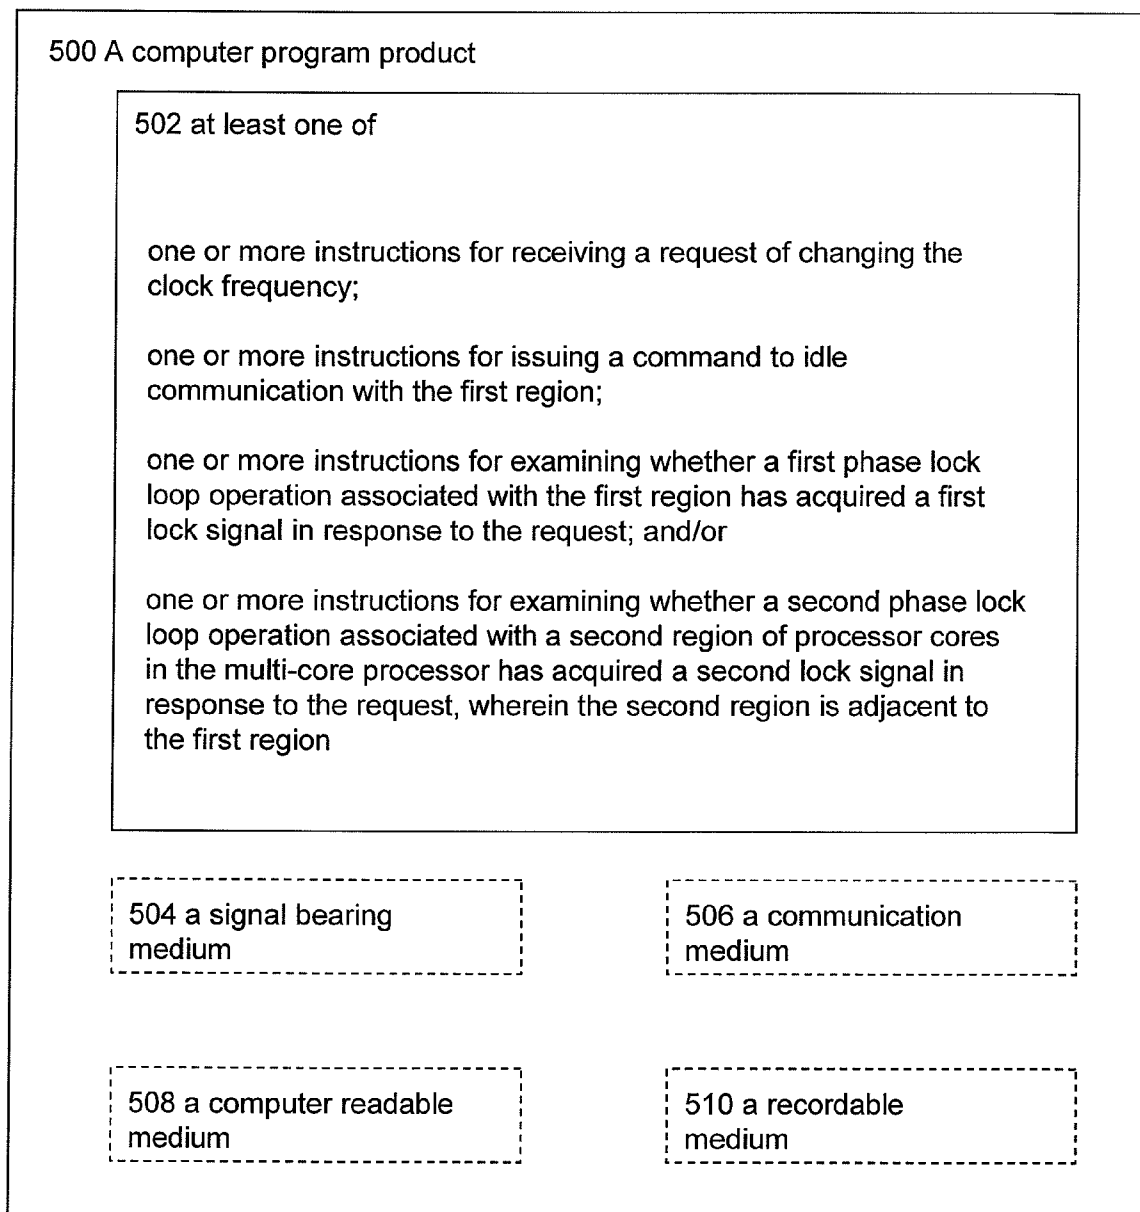 500 A computer program product
502 at least one of
one or more instructions for receiving a request of changing the
clock frequency;
one or more instructions for issuing a command to idle
communication with the first region;
one or more instructions for examining whether a first phase lock
loop operation associated with the first region has acquired a first
lock signal in response to the request; and/or
one or more instructions for examining whether a second phase lock
loop operation associated with a second region of processor cores
in the multi-core processor has acquired a second lock signal in
response to the request, wherein the second region is adjacent to
the first region
504 a signal bearing
medium
506 a communication
medium
508 a computer readable
medium
510 a recordable
medium